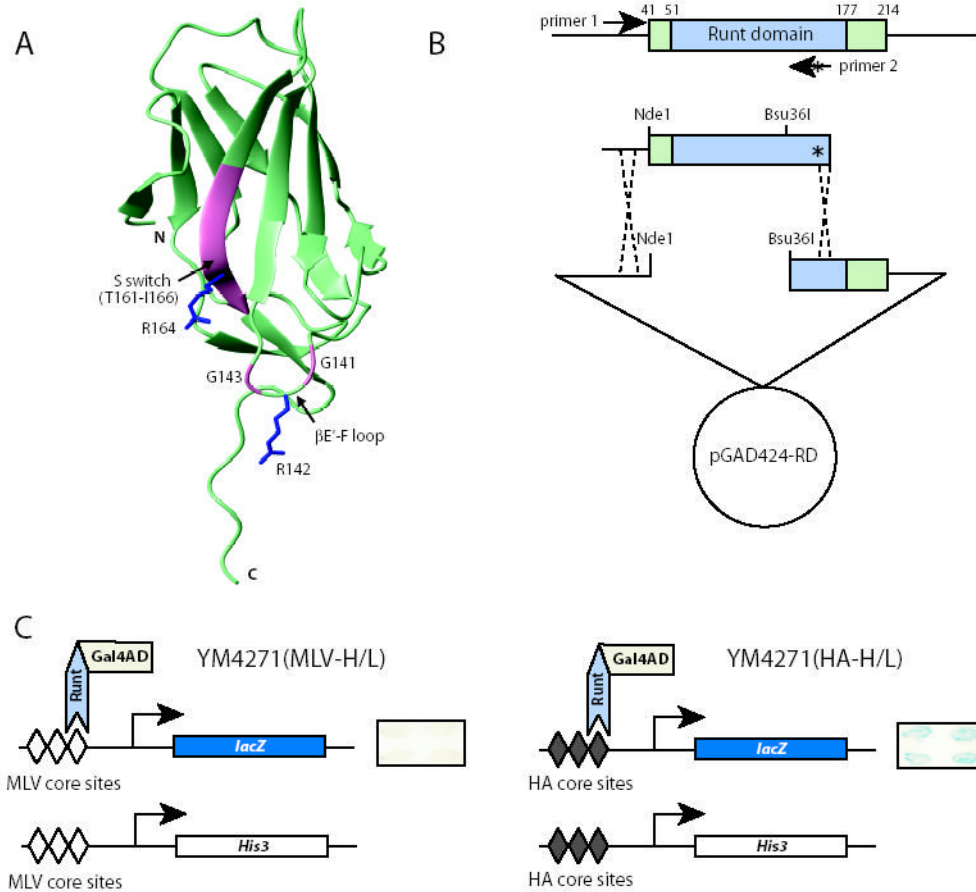 A
N
S switch
(T161-I166)
R164
G143
G141
βE'-F loop
R142
C
B
primer 1
41 51 177 214
Runt domain
* primer 2
Nde1
Bsu36I
*
Nde1
Bsu36I
pGAD424-RD
C
Runt
Gal4AD
YM4271(MLV-H/L)
lacZ
MLV core sites
His3
MLV core sites
Runt
Gal4AD
YM4271(HA-H/L)
lacZ
HA core sites
His3
HA core sites